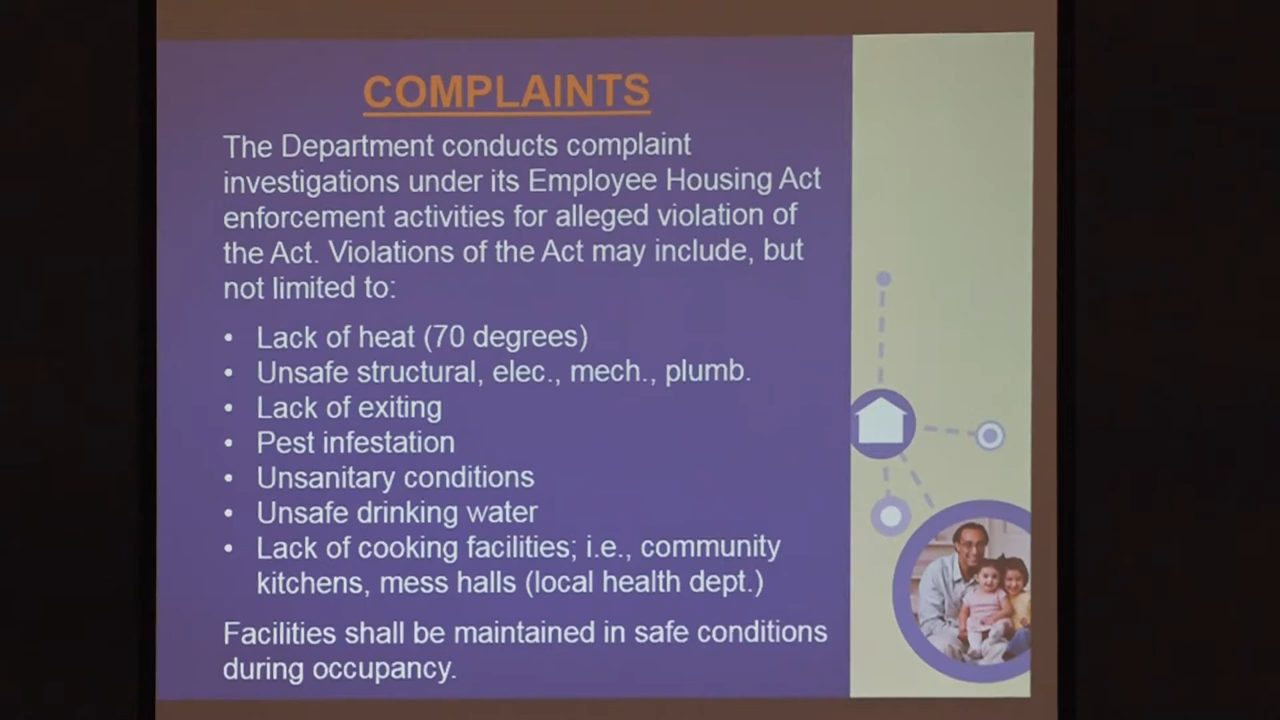 COMPLAINTS
The Department conducts complaint
investigations under its Employee Housing Act
enforcement activities for alleged violation of
the Act. Violations of the Act may include, but
not limited to:
• Lack of heat (70 degrees)
• Unsafe structural, elec., mech., plumb.
• Lack of exiting
• Pest infestation
• Unsanitary conditions
• Unsafe drinking water
• Lack of cooking facilities; i.e., community
kitchens, mess halls (local health dept.)
Facilities shall be maintained in safe conditions
during occupancy.